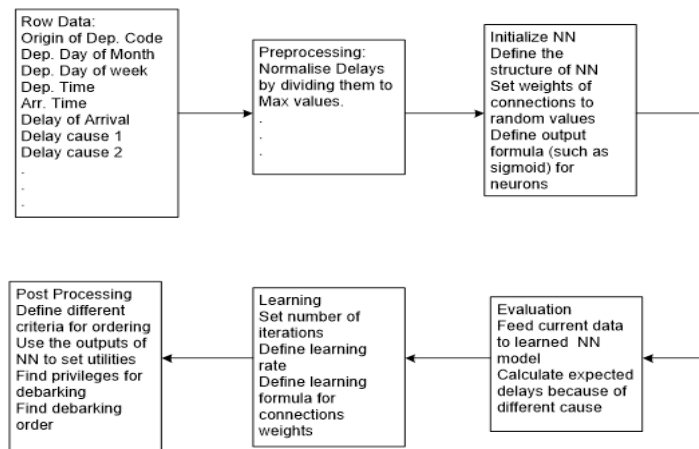 Row Data:
Origin of Dep. Code
Dep. Day of Month
Dep. Day of week
Dep. Time
Arr. Time
Delay of Arrival
Delay cause 1
Delay cause 2
.
.
.
Preprocessing:
Normalise Delays
by dividing them to
Max values.
.
.
.
Initialize NN
Define the
structure of NN
Set weights of
connections to
random values
Define output
formula (such as
sigmoid) for
neurons
Post Processing
Define different
criteria for ordering
Use the outputs of
NN to set utilities
Find privileges for
debarking
Find debarking
order
Learning
Set number of
iterations
Define learning
rate
Define learning
formula for
connections
weights
Evaluation
Feed current data
to learned NN
model
Calculate expected
delays because of
different cause